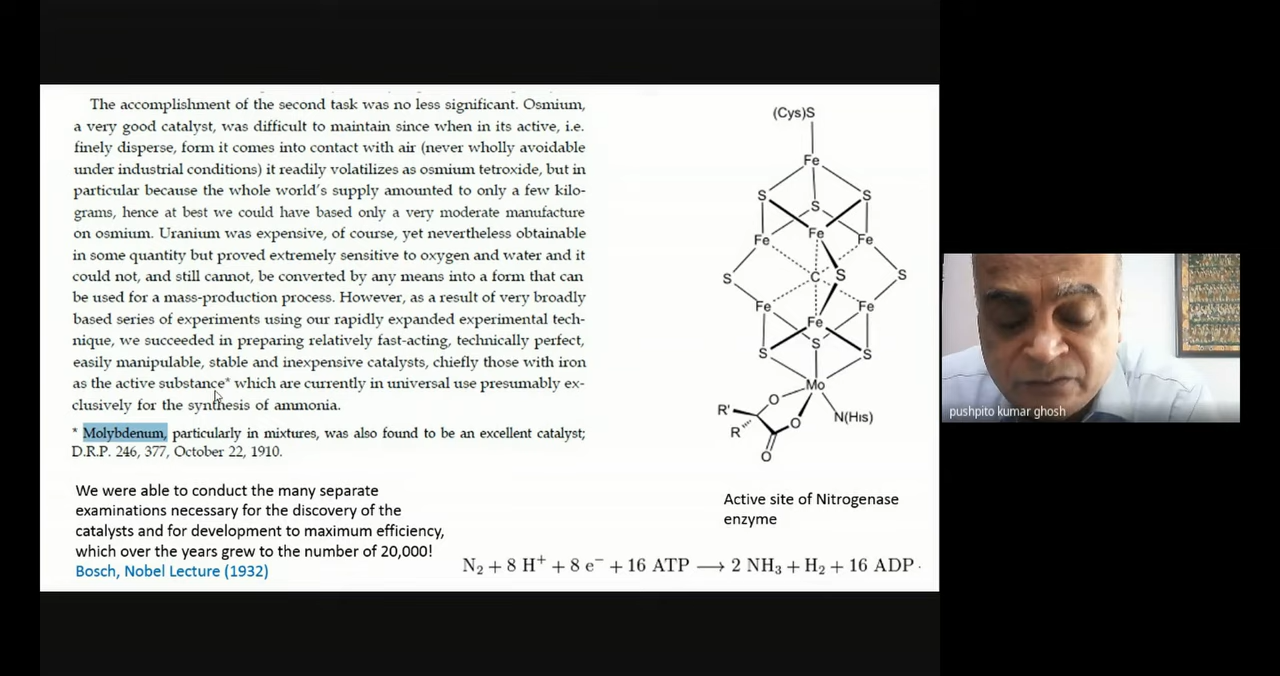 The accomplishment of the second task was no less significant. Osmium,
a very good catalyst, was difficult to maintain since when in its active, i.e.
finely disperse, form it comes into contact with air (never wholly avoidable
under industrial conditions) it readily volatilizes as osmium tetroxide, but in
particular because the whole world's supply amounted to only a few kilo-
grams, hence at best we could have based only a very moderate manufacture
on osmium. Uranium was expensive, of course, yet nevertheless obtainable
in some quantity but proved extremely sensitive to oxygen and water and it
could not, and still cannot, be converted by any means into a form that can
be used for a mass-production process. However, as a result of very broadly
based series of experiments using our rapidly expanded experimental tech-
nique, we succeeded in preparing relatively fast-acting, technically perfect,
easily manipulable, stable and inexpensive catalysts, chiefly those with iron
as the active substance* which are currently in universal use presumably ex-
clusively for the synthesis of ammonia.
* Molybdenum, particularly in mixtures, was also found to be an excellent catalyst;
D.R.P. 246, 377, October 22, 1910.
We were able to conduct the many separate
examinations necessary for the discovery of the
catalysts and for development to maximum efficiency,
which over the years grew to the number of 20,000!
Bosch, Nobel Lecture (1932)
(Cys)S
Fe
S S
S
Fe
Fe Fe
C S
S S
Fe Fe
Fe
S
S S
Mo
O
R'
O N(His)
R
O
Active site of Nitrogenase
enzyme
N₂ + 8 H⁺ + 8 e⁻ + 16 ATP ⟶ 2 NH₃ + H₂ + 16 ADP
pushpito kumar ghosh